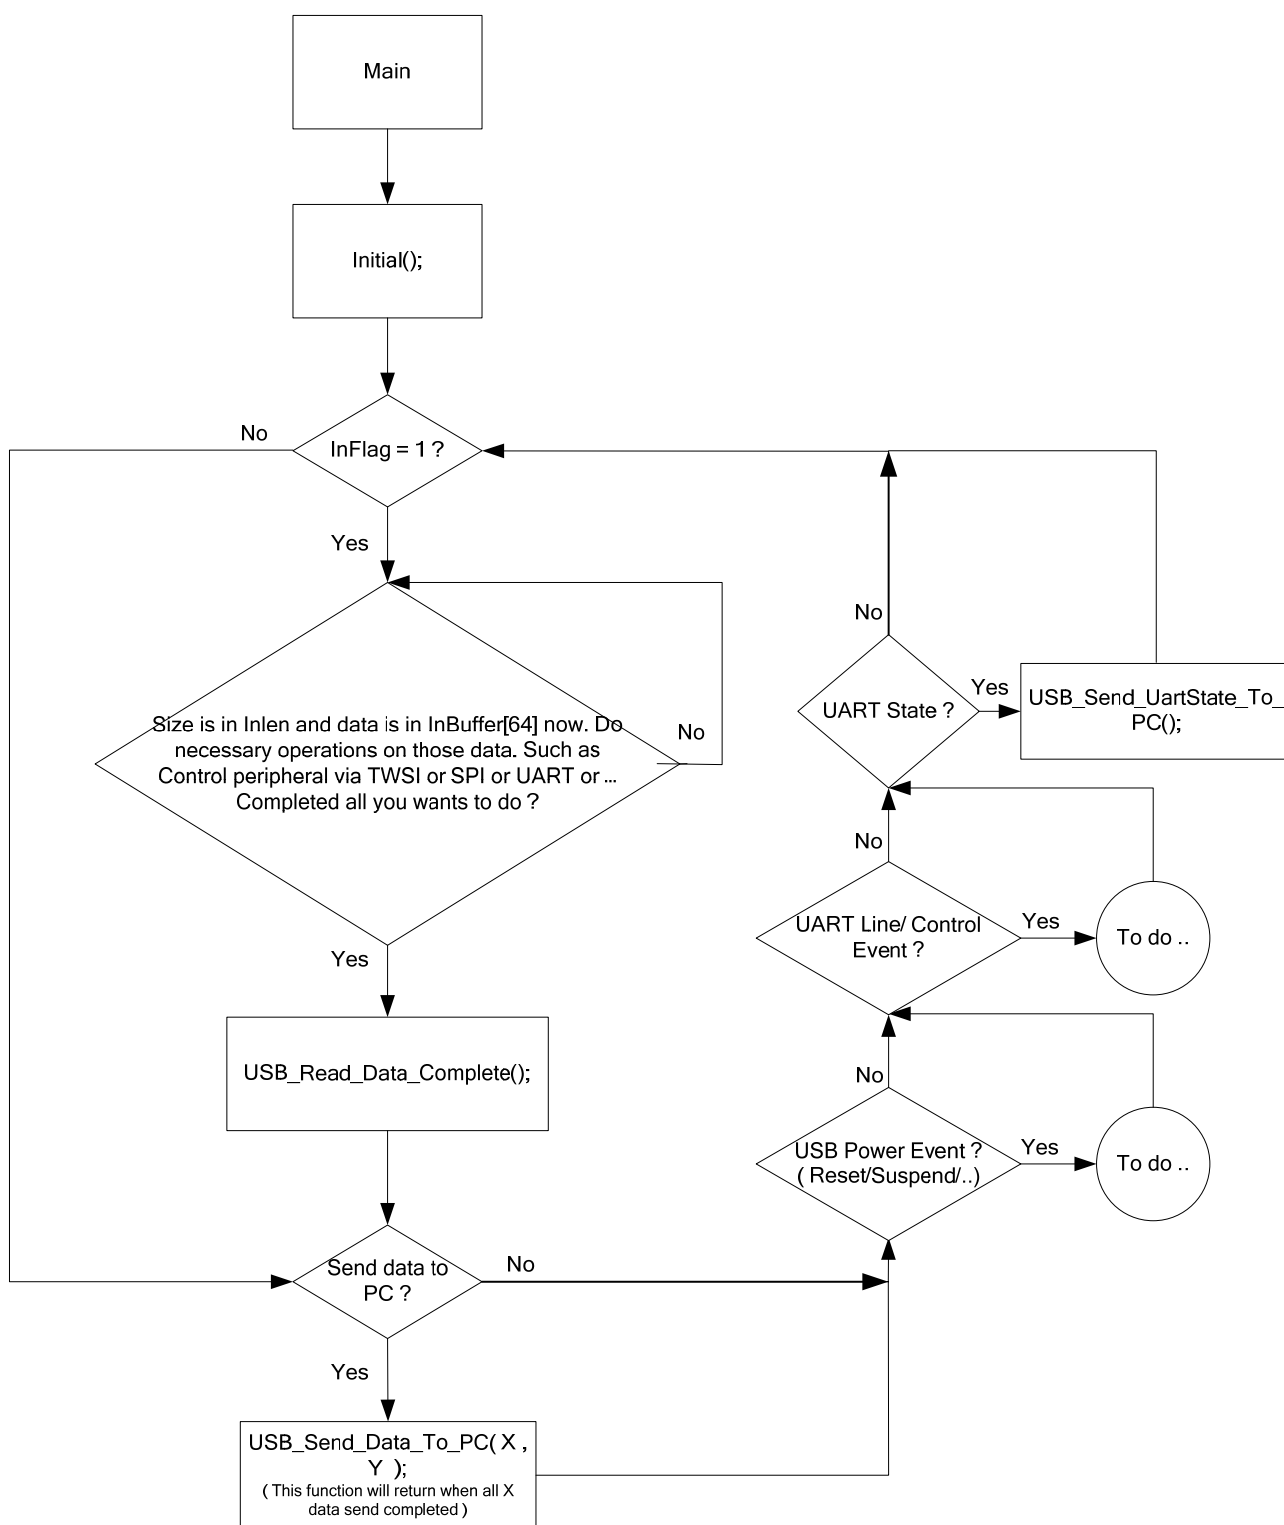 Main
Initial();
InFlag = 1 ?
No
Yes
Size is in Inlen and data is in InBuffer[64] now. Do
necessary operations on those data. Such as
Control peripheral via TWSI or SPI or UART or ...
Completed all you wants to do ?
No
Yes
USB_Read_Data_Complete();
Send data to
PC ?
No
Yes
USB_Send_Data_To_PC( X ,
Y );
( This function will return when all X
data send completed )
USB Power Event ?
( Reset/Suspend/..)
Yes
To do ..
No
UART Line/ Control
Event ?
Yes
To do ..
No
UART State ?
Yes
USB_Send_UartState_To_
PC();
No